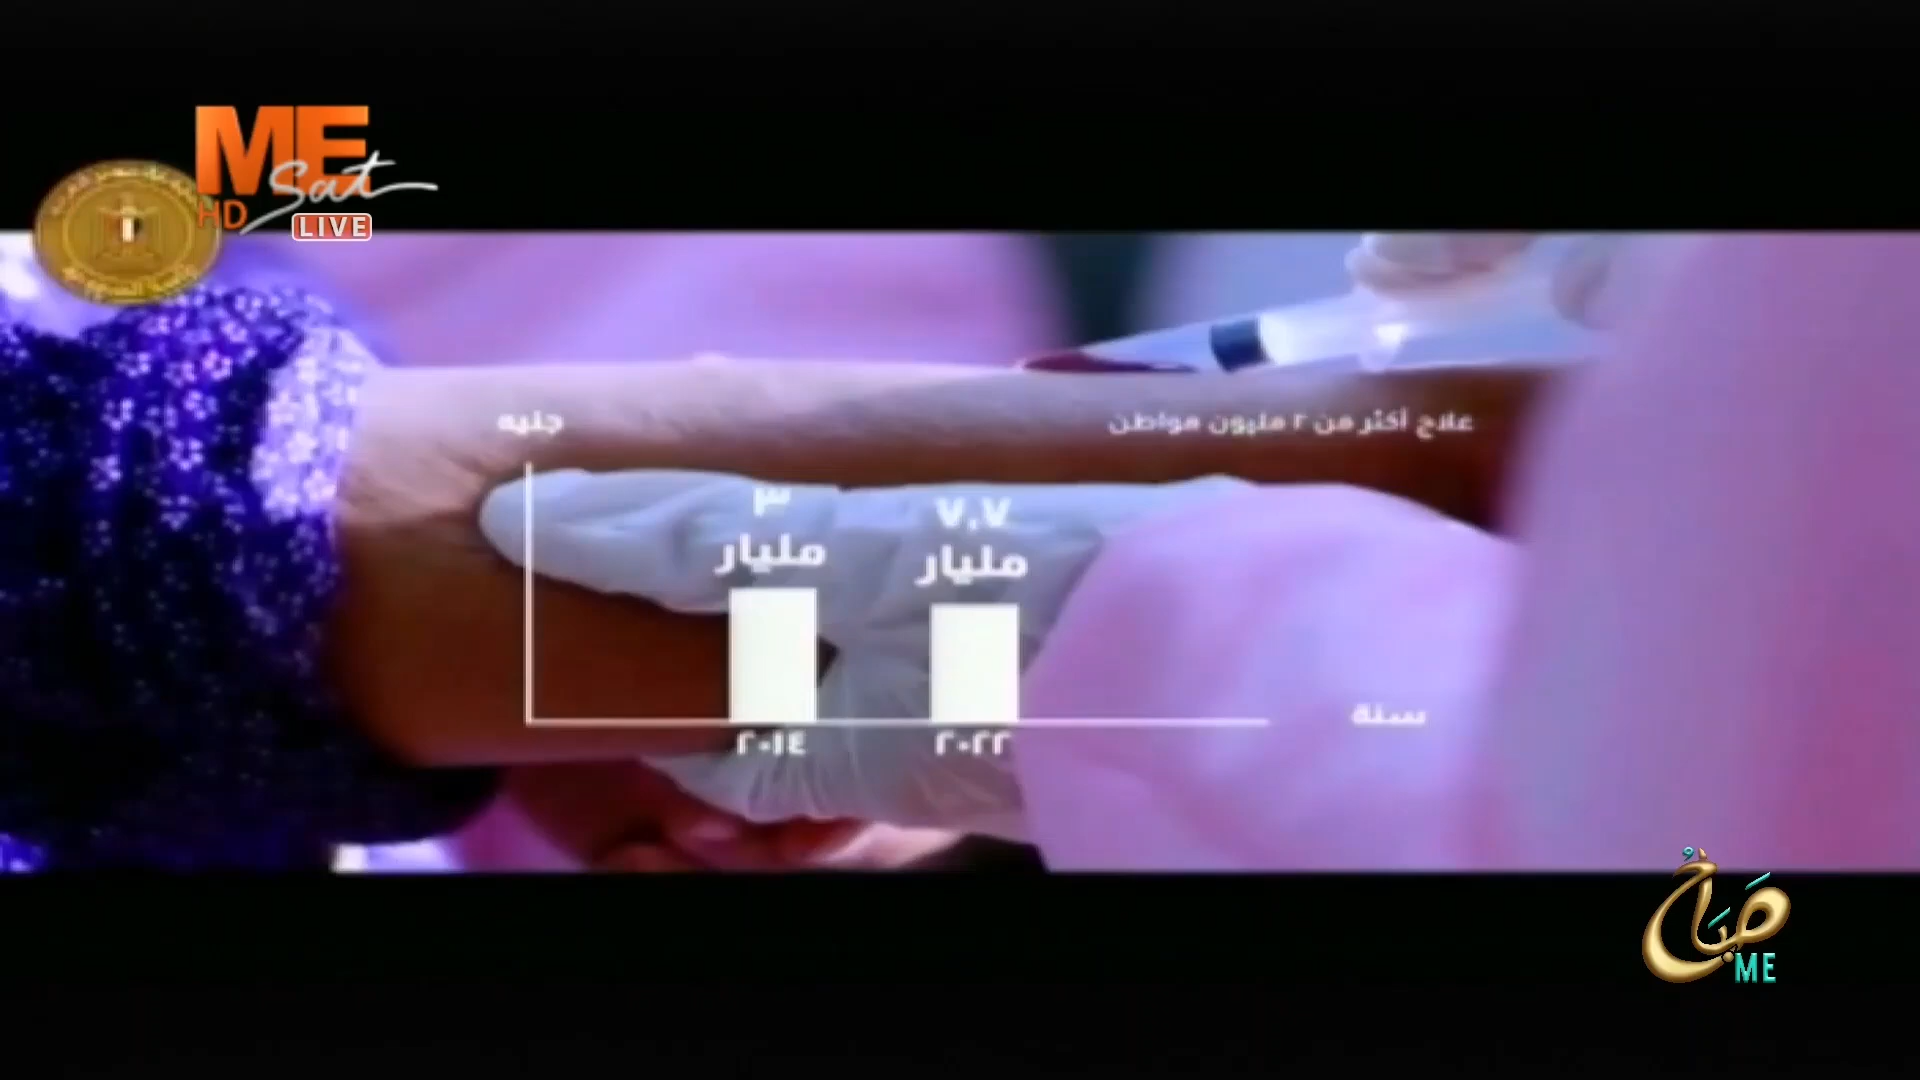 ME
Sat
HD
LIVE
جنيه
علاج أكثر من ٢ مليون مواطن
٣
مليار
٧,٧
مليار
سنة
٢٠١٤
٢٠٢٢
صباح
ME